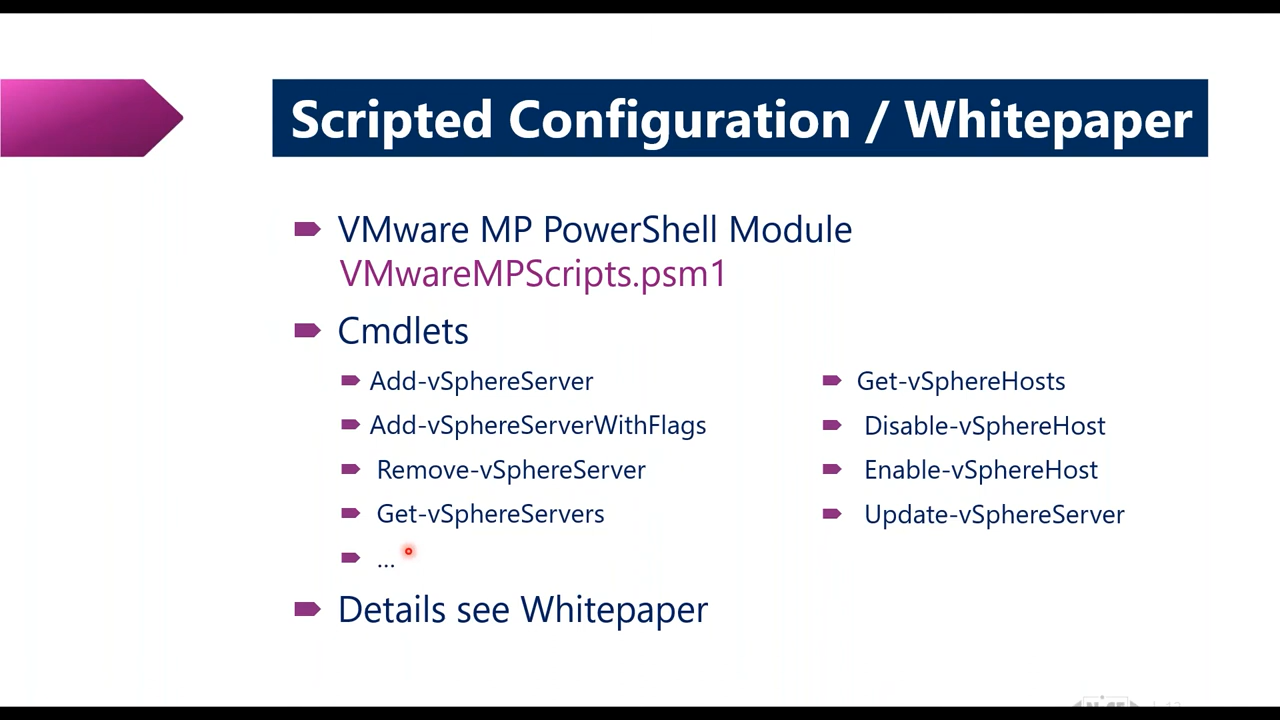 Scripted Configuration / Whitepaper
VMware MP PowerShell Module
VMwareMPScripts.psm1
Cmdlets
Add-vSphereServer
Add-vSphereServerWithFlags
Remove-vSphereServer
Get-vSphereServers
...
Get-vSphereHosts
Disable-vSphereHost
Enable-vSphereHost
Update-vSphereServer
Details see Whitepaper